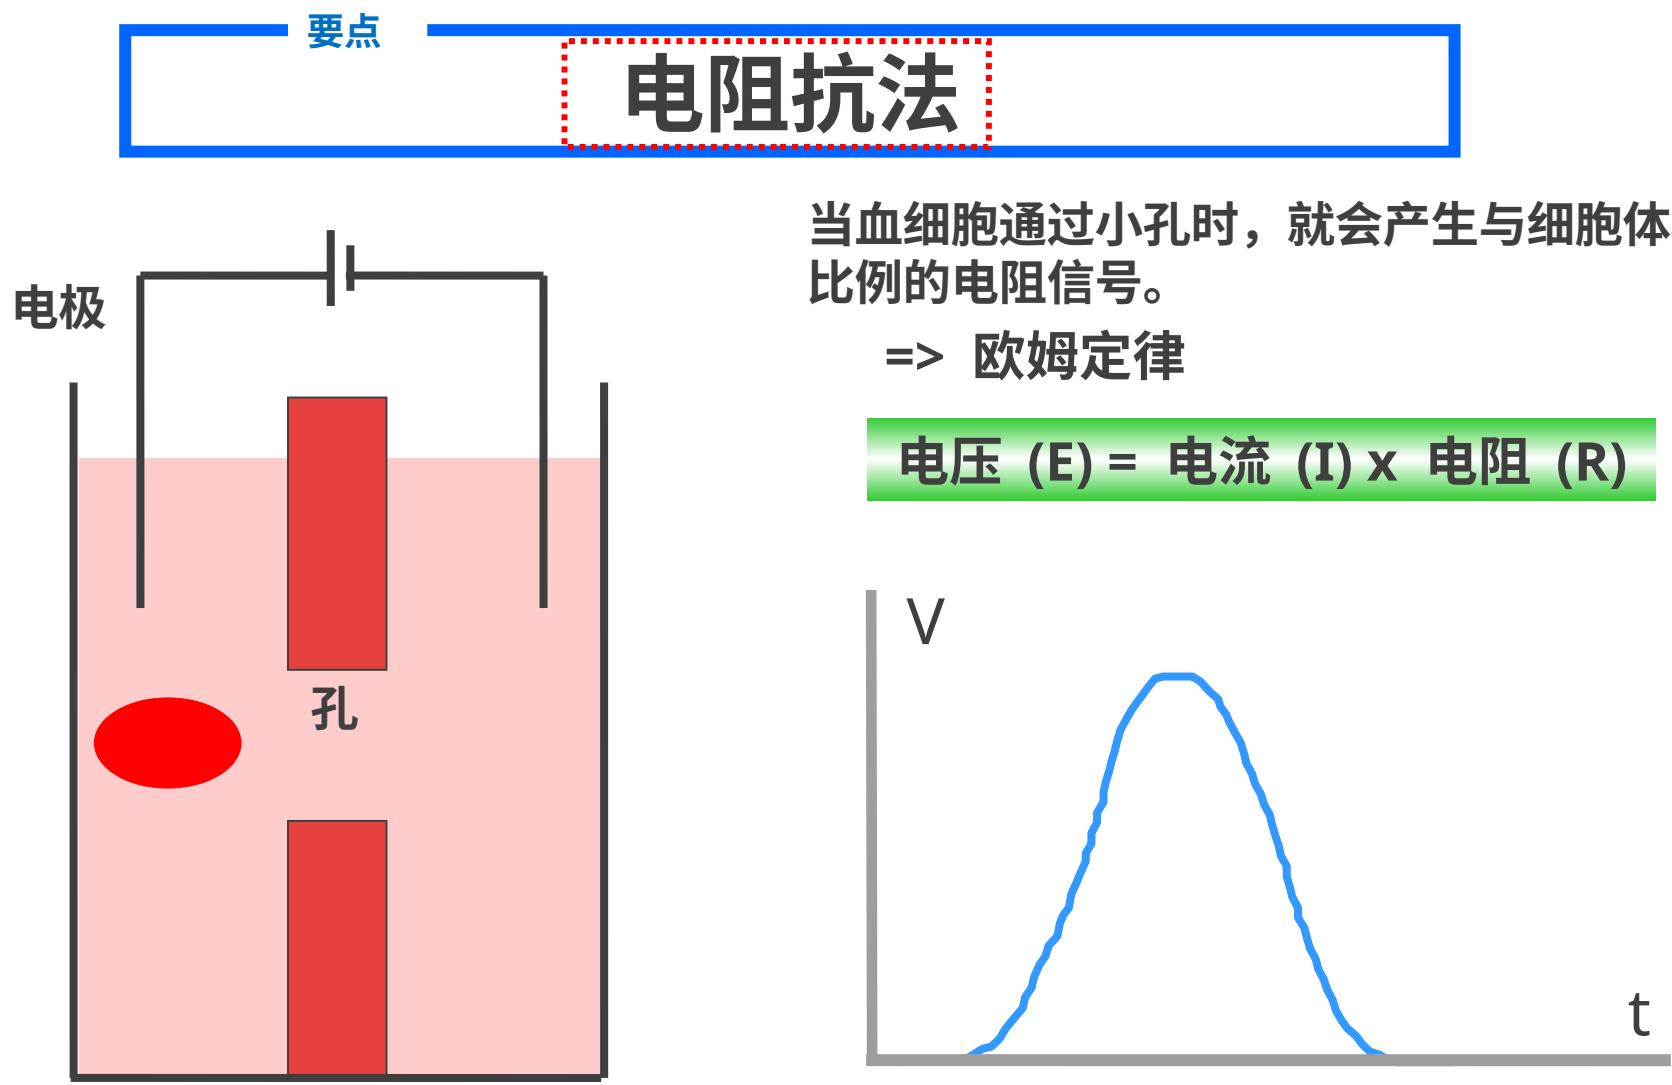 要点
电阻抗法
当血细胞通过小孔时，就会产生与细胞体
比例的电阻信号。
=> 欧姆定律
电极
电压 (E) = 电流 (I) x 电阻 (R)
V
孔
t